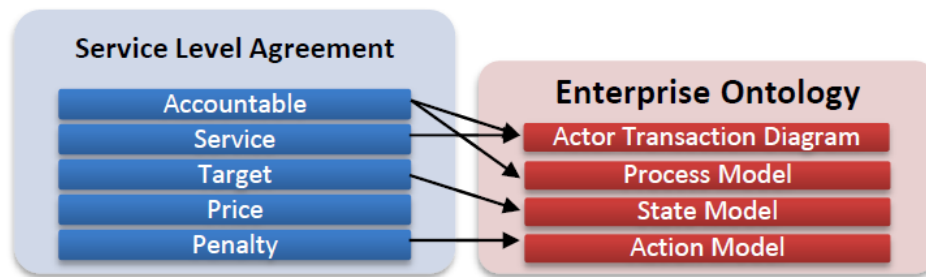 Service Level Agreement
Accountable
Service
Target
Price
Penalty
Enterprise Ontology
Actor Transaction Diagram
Process Model
State Model
Action Model